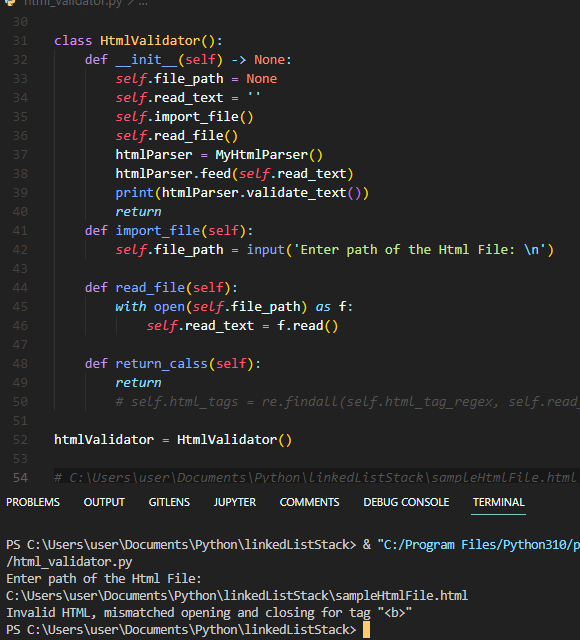 html_validator.py > ...
30
31 class HtmlValidator():
32     def __init__(self) -> None:
33         self.file_path = None
34         self.read_text = ''
35         self.import_file()
36         self.read_file()
37         htmlParser = MyHtmlParser()
38         htmlParser.feed(self.read_text)
39         print(htmlParser.validate_text())
40         return
41     def import_file(self):
42         self.file_path = input('Enter path of the Html File: \n')
43
44     def read_file(self):
45         with open(self.file_path) as f:
46             self.read_text = f.read()
47
48     def return_calss(self):
49         return
50         # self.html_tags = re.findall(self.html_tag_regex, self.read_
51
52 htmlValidator = HtmlValidator()
53
54 # C:\Users\user\Documents\Python\linkedListStack\sampleHtmlFile.html
PROBLEMS OUTPUT GITLENS JUPYTER COMMENTS DEBUG CONSOLE TERMINAL
PS C:\Users\user\Documents\Python\linkedListStack> & "C:/Program Files/Python310/p
/html_validator.py
Enter path of the Html File:
C:\Users\user\Documents\Python\linkedListStack\sampleHtmlFile.html
Invalid HTML, mismatched opening and closing for tag "<b>"
PS C:\Users\user\Documents\Python\linkedListStack>